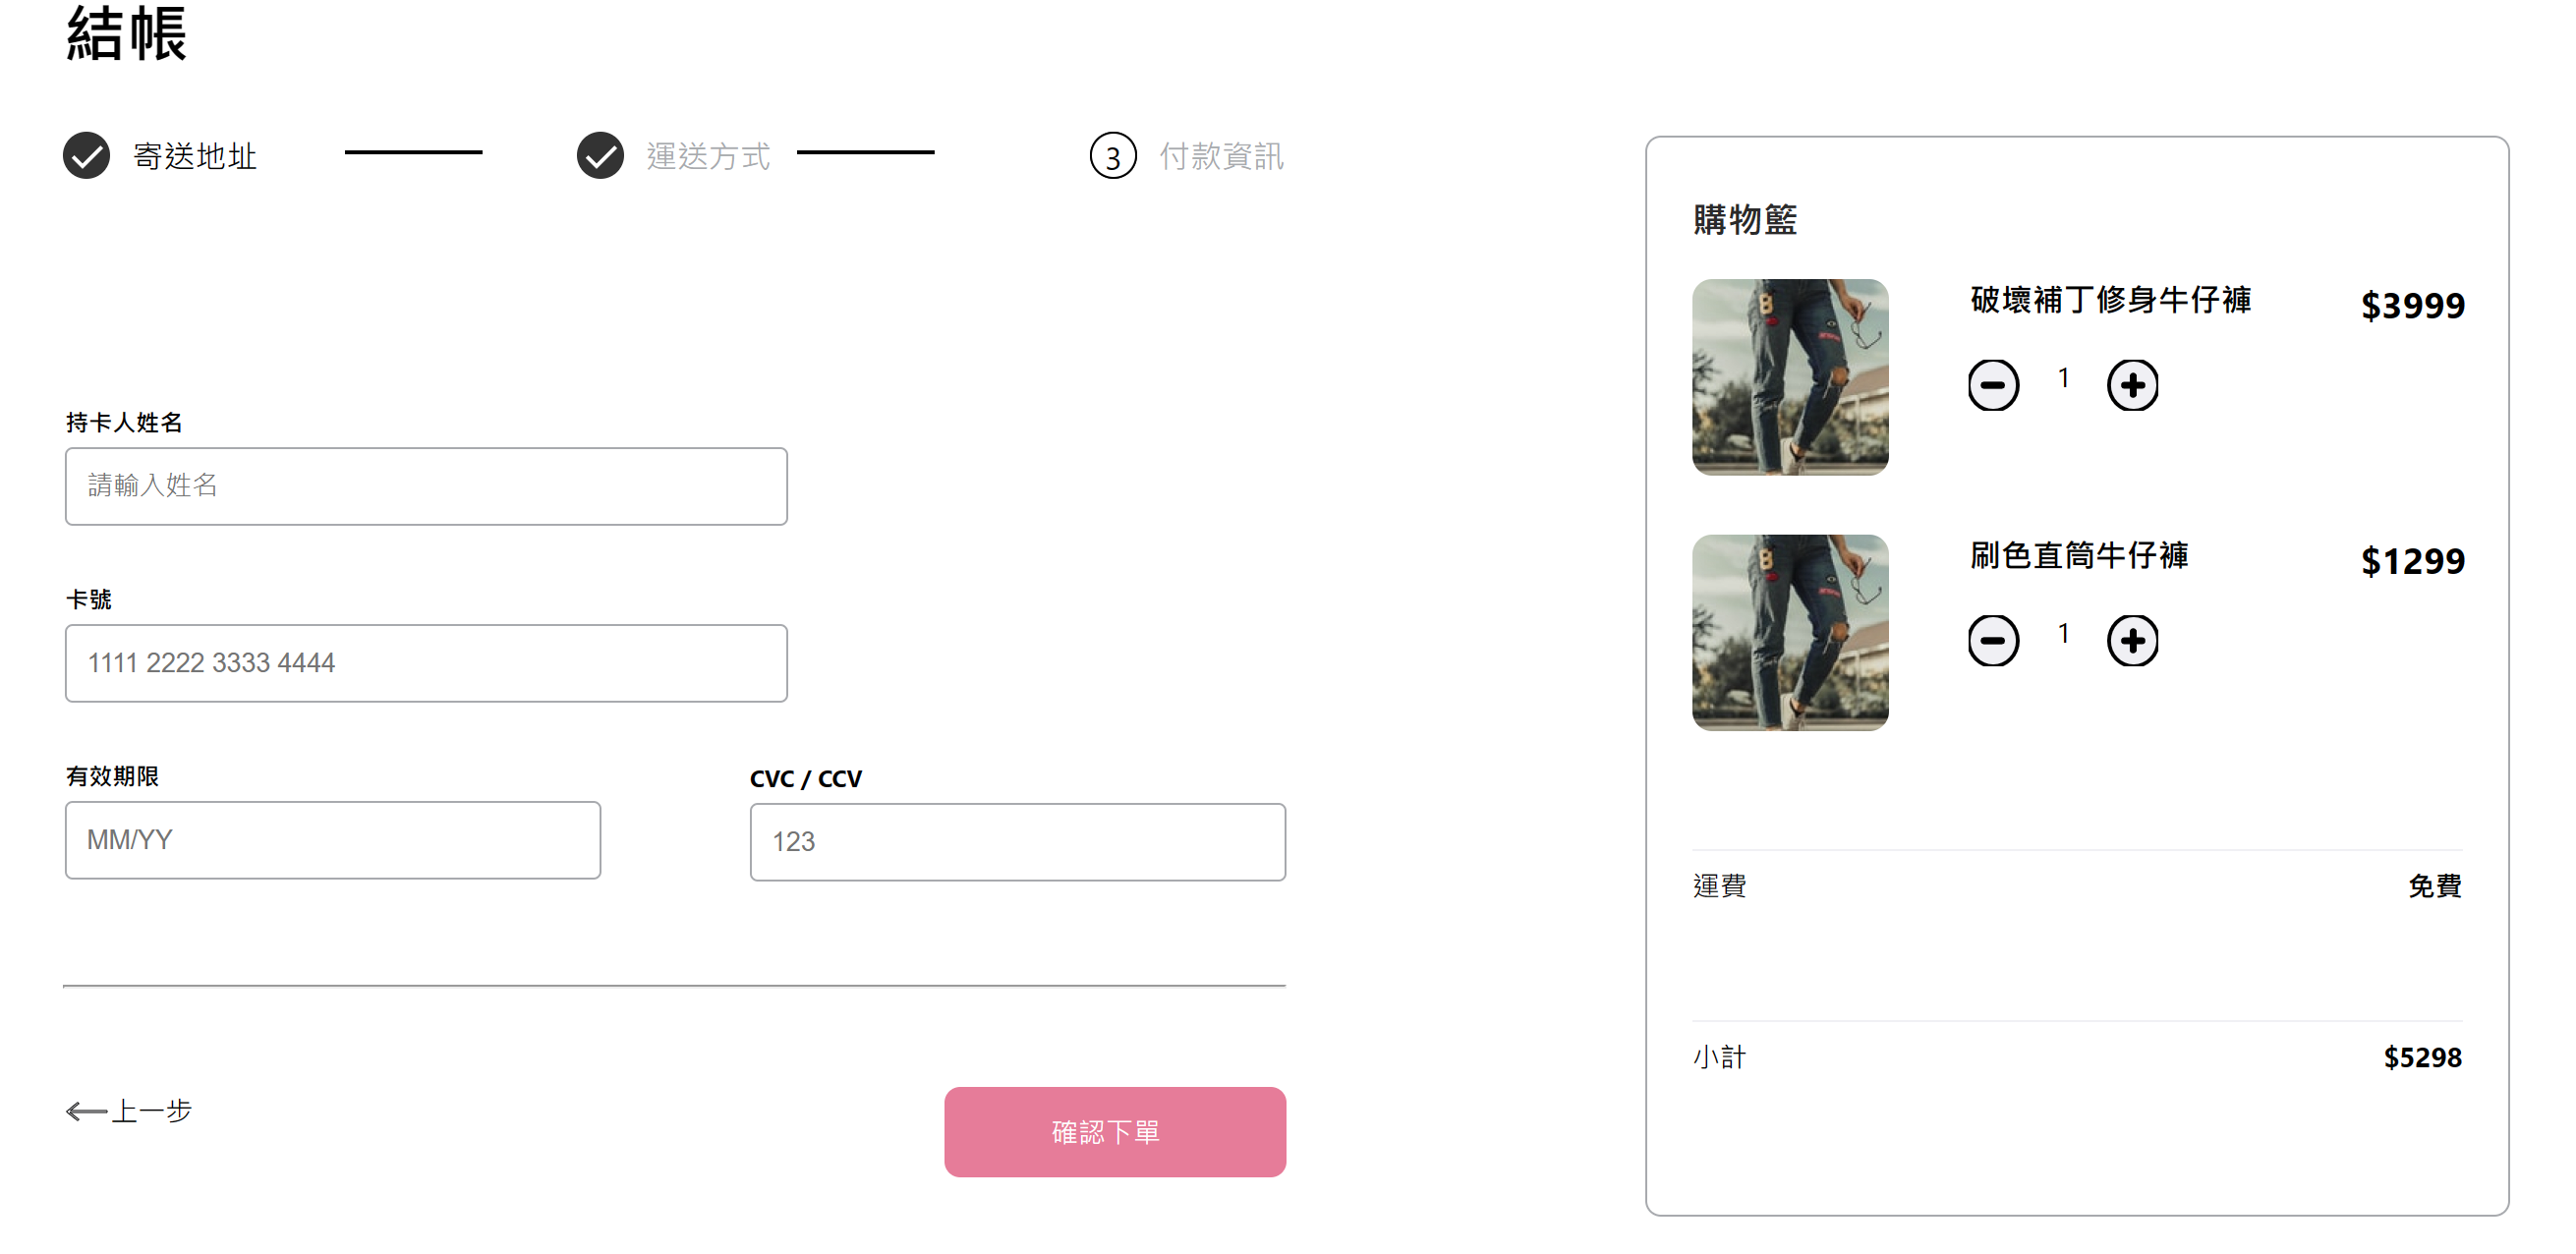 結帳
寄送地址
運送方式
3 付款資訊
持卡人姓名
請輸入姓名
卡號
1111 2222 3333 4444
有效期限
MM/YY
CVC / CCV
123
上一步
確認下單
購物籃
破壞補丁修身牛仔褲 $3999
1
刷色直筒牛仔褲 $1299
1
運費 免費
小計 $5298